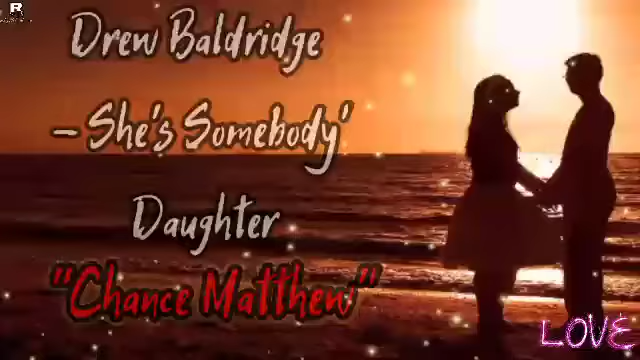 R
Drew Baldridge
- She's Somebody'
Daughter
"Chance Matthew"
LOVE